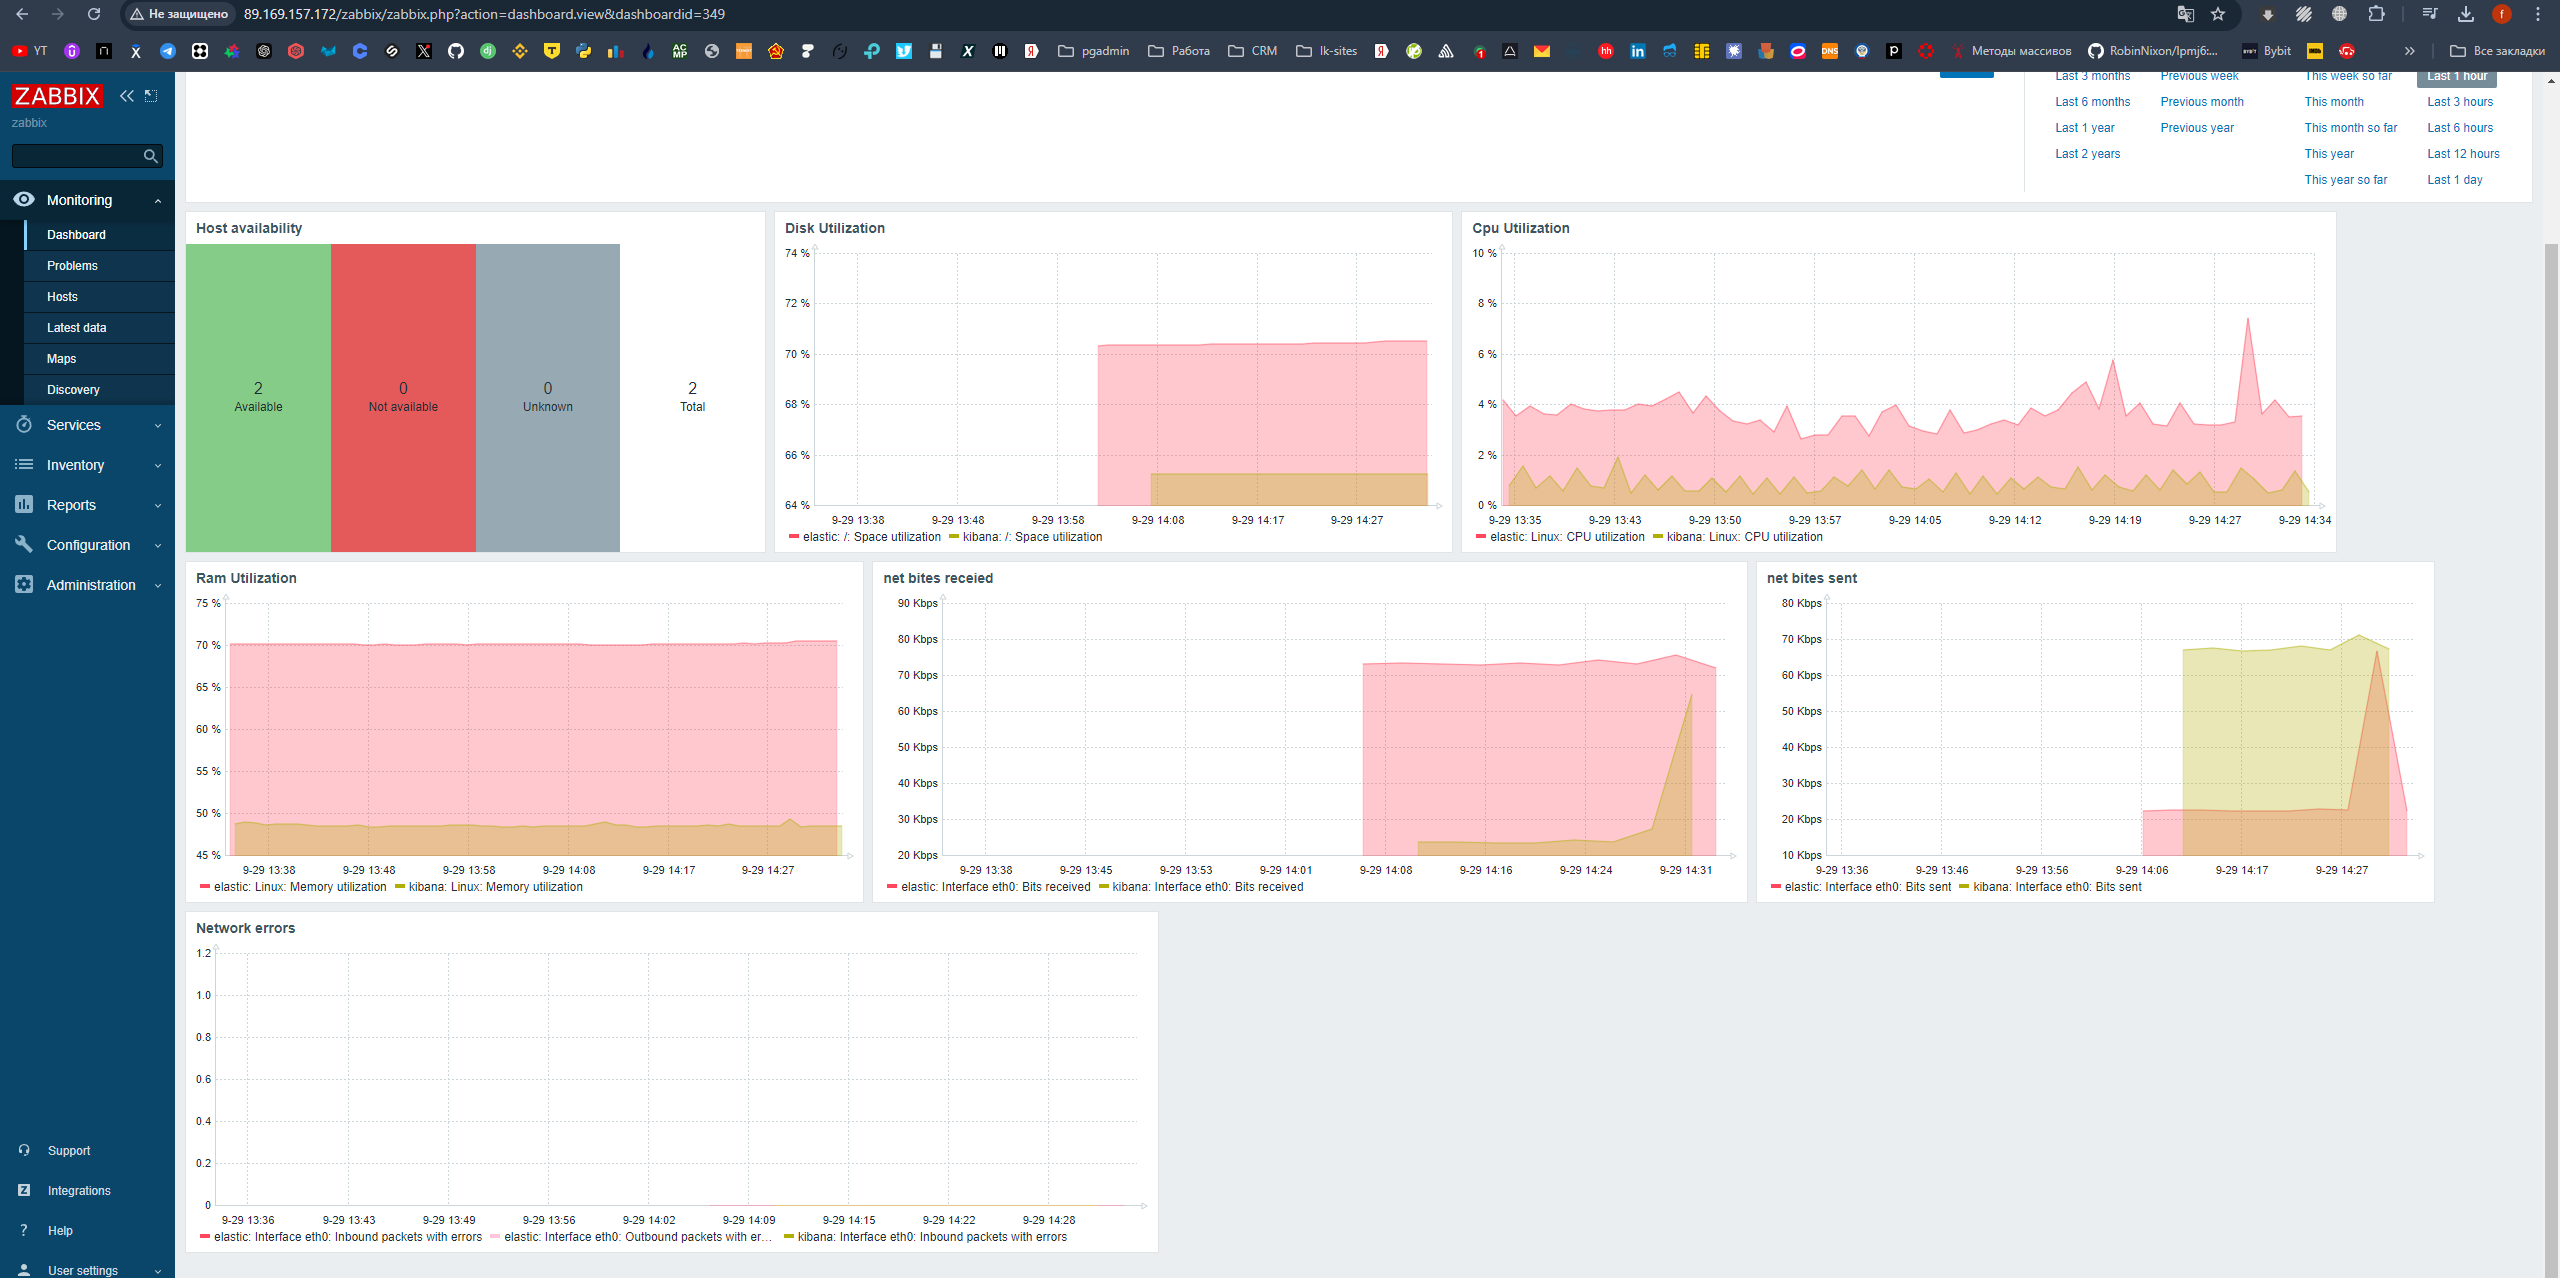 Не защищено 89.169.157.172/zabbix/zabbix.php?action=dashboard.view&dashboardid=349
YT pgadmin Работа CRM lk-sites Методы массивов RobinNixon/lpmj6:... Bybit Все закладки
ZABBIX
zabbix
Monitoring
Dashboard
Problems
Hosts
Latest data
Maps
Discovery
Services
Inventory
Reports
Configuration
Administration
Support
Integrations
Help
User settings
Last 3 months Previous week This week so far Last 1 hour
Last 6 months Previous month This month Last 3 hours
Last 1 year Previous year This month so far Last 6 hours
Last 2 years This year Last 12 hours
This year so far Last 1 day
Host availability
2 0 0 2
Available Not available Unknown Total
Disk Utilization
74 %
72 %
70 %
68 %
66 %
64 %
9-29 13:38 9-29 13:48 9-29 13:58 9-29 14:08 9-29 14:17 9-29 14:27
elastic: /: Space utilization kibana: /: Space utilization
Cpu Utilization
10 %
8 %
6 %
4 %
2 %
0 %
9-29 13:35 9-29 13:43 9-29 13:50 9-29 13:57 9-29 14:05 9-29 14:12 9-29 14:19 9-29 14:27 9-29 14:34
elastic: Linux: CPU utilization kibana: Linux: CPU utilization
Ram Utilization
75 %
70 %
65 %
60 %
55 %
50 %
45 %
9-29 13:38 9-29 13:48 9-29 13:58 9-29 14:08 9-29 14:17 9-29 14:27
elastic: Linux: Memory utilization kibana: Linux: Memory utilization
net bites receied
90 Kbps
80 Kbps
70 Kbps
60 Kbps
50 Kbps
40 Kbps
30 Kbps
20 Kbps
9-29 13:38 9-29 13:45 9-29 13:53 9-29 14:01 9-29 14:08 9-29 14:16 9-29 14:24 9-29 14:31
elastic: Interface eth0: Bits received kibana: Interface eth0: Bits received
net bites sent
80 Kbps
70 Kbps
60 Kbps
50 Kbps
40 Kbps
30 Kbps
20 Kbps
10 Kbps
9-29 13:36 9-29 13:46 9-29 13:56 9-29 14:06 9-29 14:17 9-29 14:27
elastic: Interface eth0: Bits sent kibana: Interface eth0: Bits sent
Network errors
1.2
1.0
0.8
0.6
0.4
0.2
0
9-29 13:36 9-29 13:43 9-29 13:49 9-29 13:56 9-29 14:02 9-29 14:09 9-29 14:15 9-29 14:22 9-29 14:28
elastic: Interface eth0: Inbound packets with errors elastic: Interface eth0: Outbound packets with er... kibana: Interface eth0: Inbound packets with errors